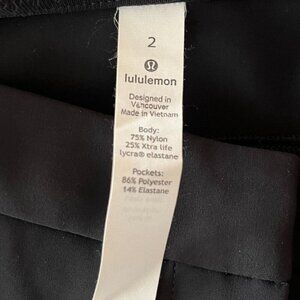 2
lululemon
Designed in
Vancouver
Made in Vietnam
Body:
75% Nylon
25% Xtra life
lycra® elastane
Pockets:
86% Polyester
14% Elastane